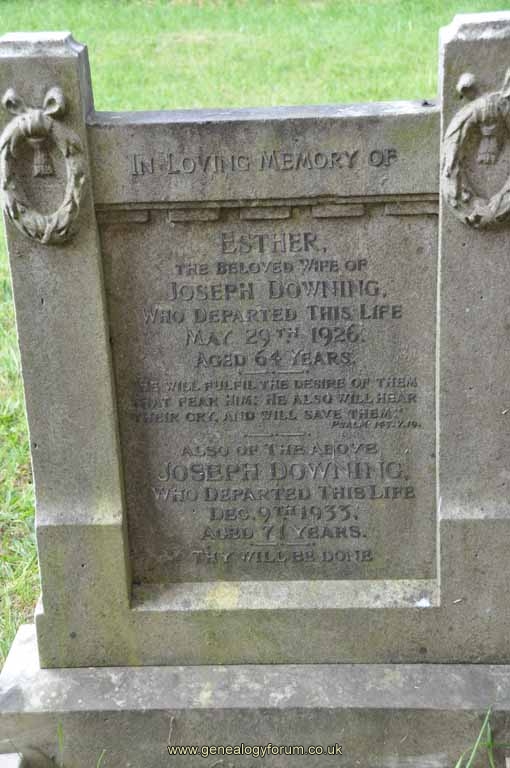 IN LOVING MEMORY OF
ESTHER,
THE BELOVED WIFE OF
JOSEPH DOWNING,
WHO DEPARTED THIS LIFE
MAY 29TH 1926.
AGED 64 YEARS.
"HE WILL FULFIL THE DESIRE OF THEM
THAT FEAR HIM; HE ALSO WILL HEAR
THEIR CRY, AND WILL SAVE THEM."
PSALM 145.V.19.
ALSO OF THE ABOVE
JOSEPH DOWNING,
WHO DEPARTED THIS LIFE
DEC. 9TH 1933,
AGED 71 YEARS.
THY WILL BE DONE
www.genealogyforum.co.uk